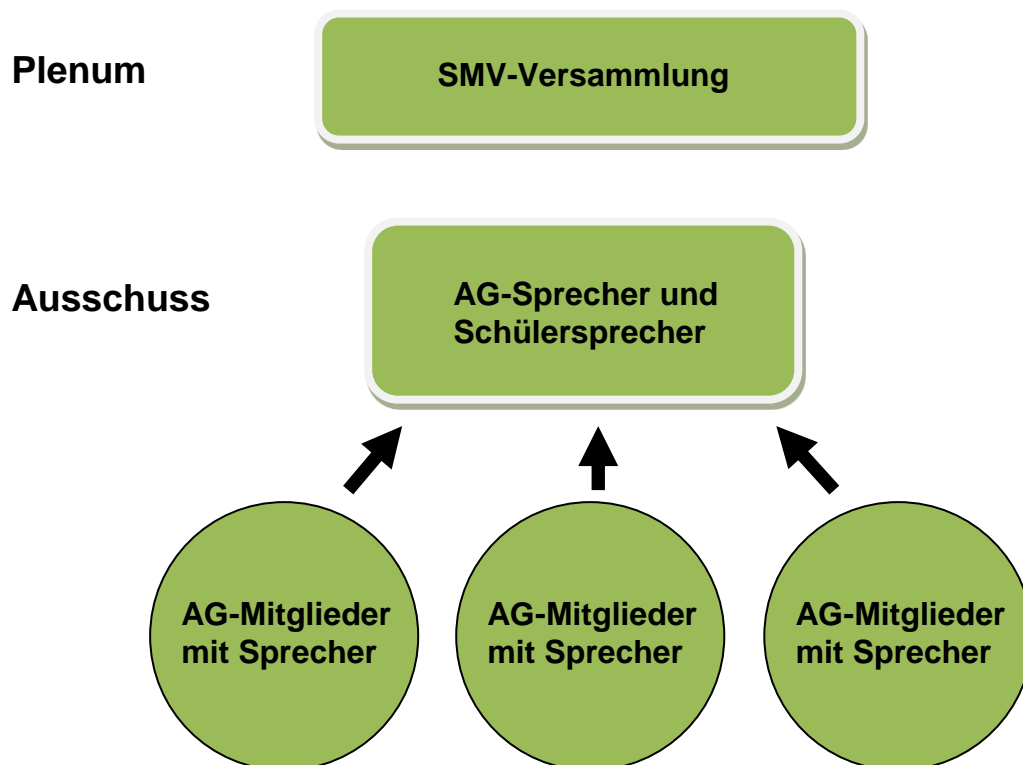 Plenum
SMV-Versammlung
Ausschuss
AG-Sprecher und
Schülersprecher
AG-Mitglieder
mit Sprecher
AG-Mitglieder
mit Sprecher
AG-Mitglieder
mit Sprecher